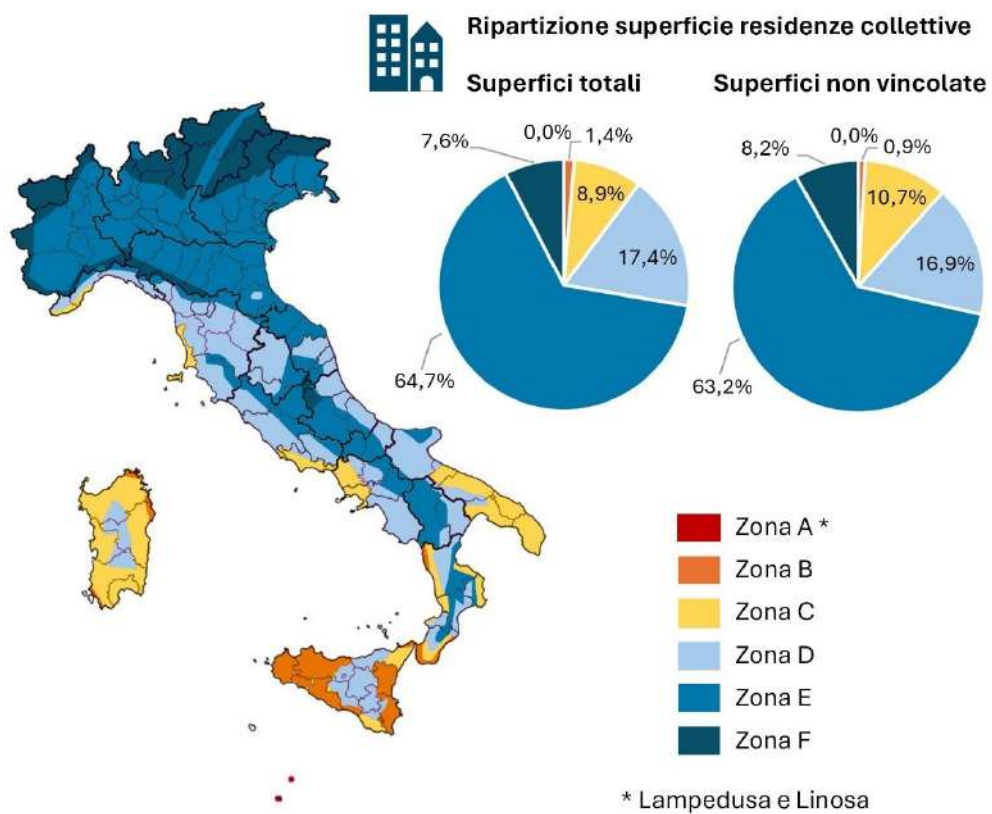 Ripartizione superficie residenze collettive
Superfici totali
Superfici non vincolate
7,6%
0,0%
1,4%
8,9%
17,4%
64,7%
8,2%
0,0%
0,9%
10,7%
16,9%
63,2%
Zona A *
Zona B
Zona C
Zona D
Zona E
Zona F
* Lampedusa e Linosa